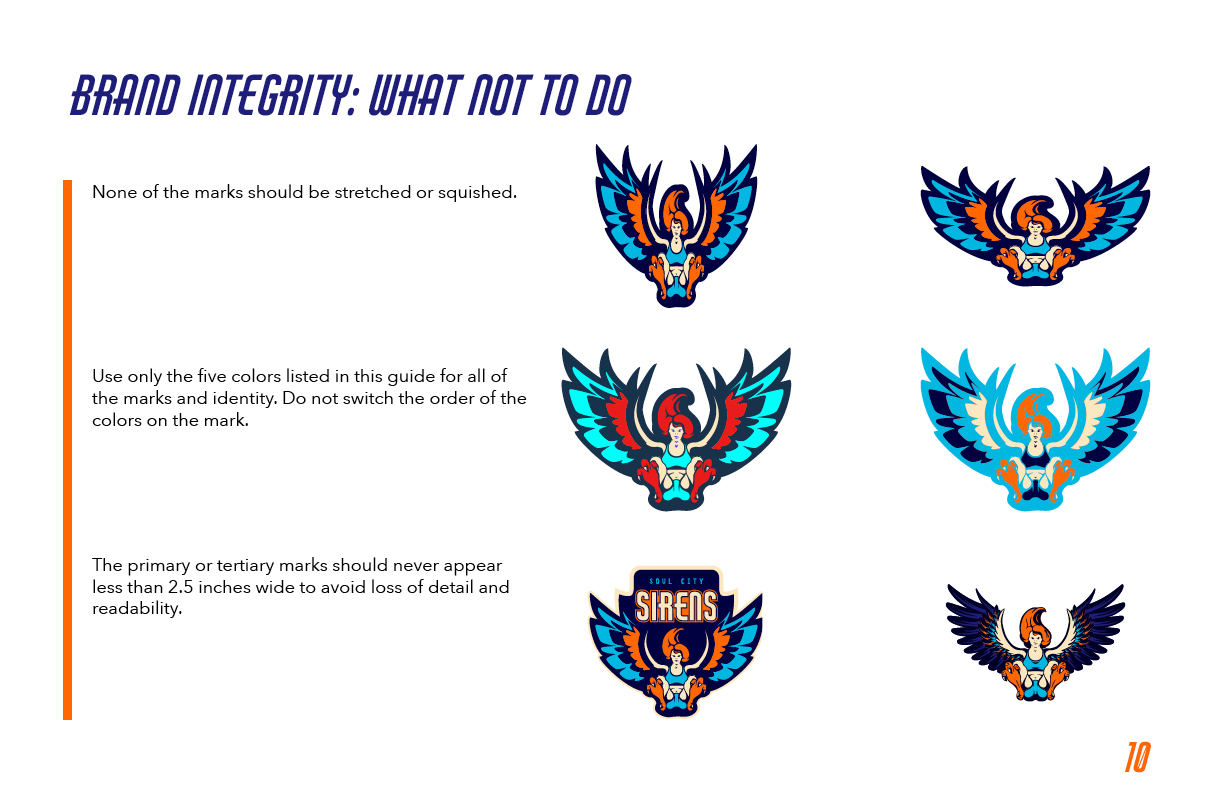 BRAND INTEGRITY: WHAT NOT TO DO
None of the marks should be stretched or squished.
Use only the five colors listed in this guide for all of
the marks and identity. Do not switch the order of the
colors on the mark.
The primary or tertiary marks should never appear
less than 2.5 inches wide to avoid loss of detail and
readability.
SOUL CITY
SIRENS
10